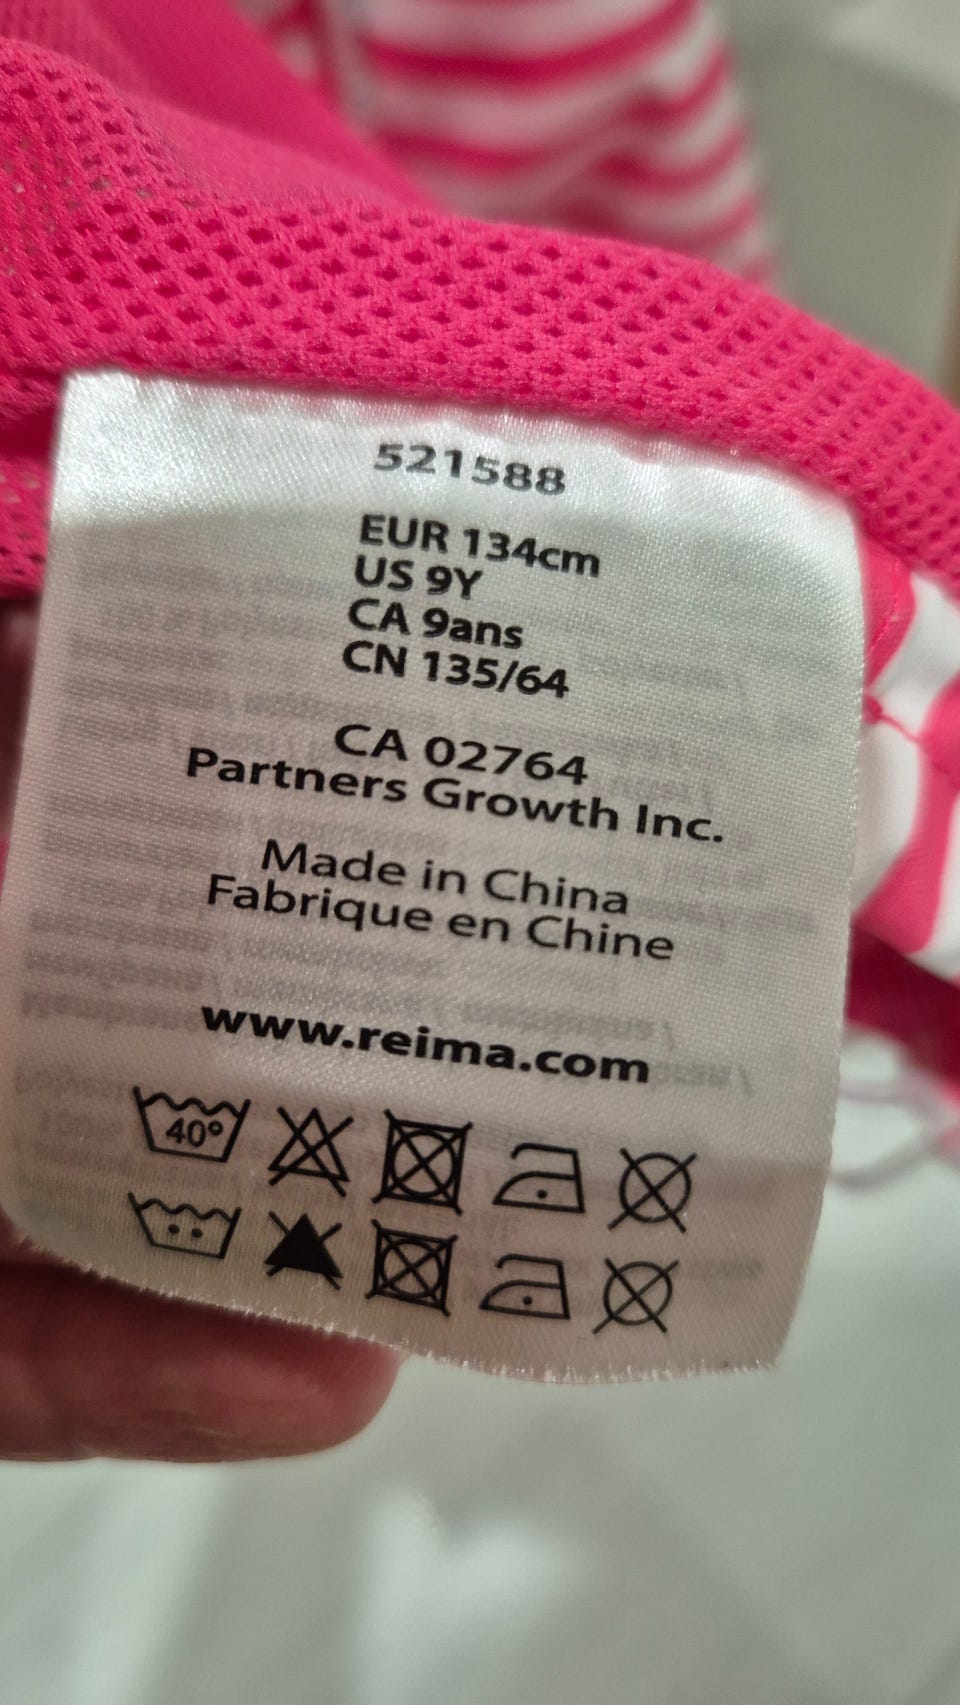 521588
EUR 134cm
US 9Y
CA 9ans
CN 135/64
CA 02764
Partners Growth Inc.
Made in China
Fabrique en Chine
www.reima.com
40°